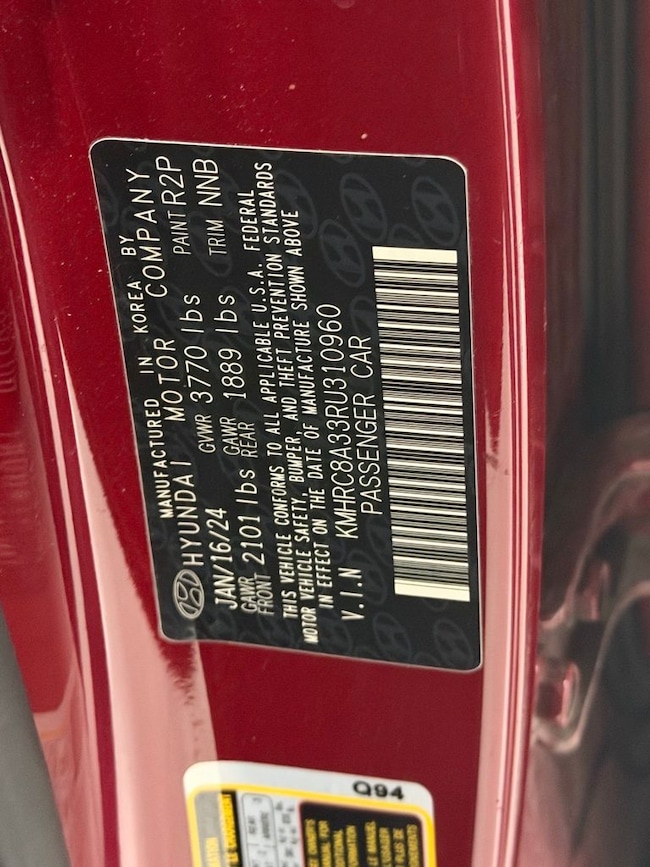 MANUFACTURED IN KOREA BY
HYUNDAI MOTOR COMPANY
JAN/16/24 GVWR 3770 lbs PAINT R2P
GAWR FRONT 2101 lbs GAWR REAR 1889 lbs TRIM NNB
THIS VEHICLE CONFORMS TO ALL APPLICABLE U.S.A. FEDERAL
MOTOR VEHICLE SAFETY, BUMPER, AND THEFT PREVENTION STANDARDS
IN EFFECT ON THE DATE OF MANUFACTURE SHOWN ABOVE
V.I.N KMHRC8A33RU310960
PASSENGER CAR
Q94